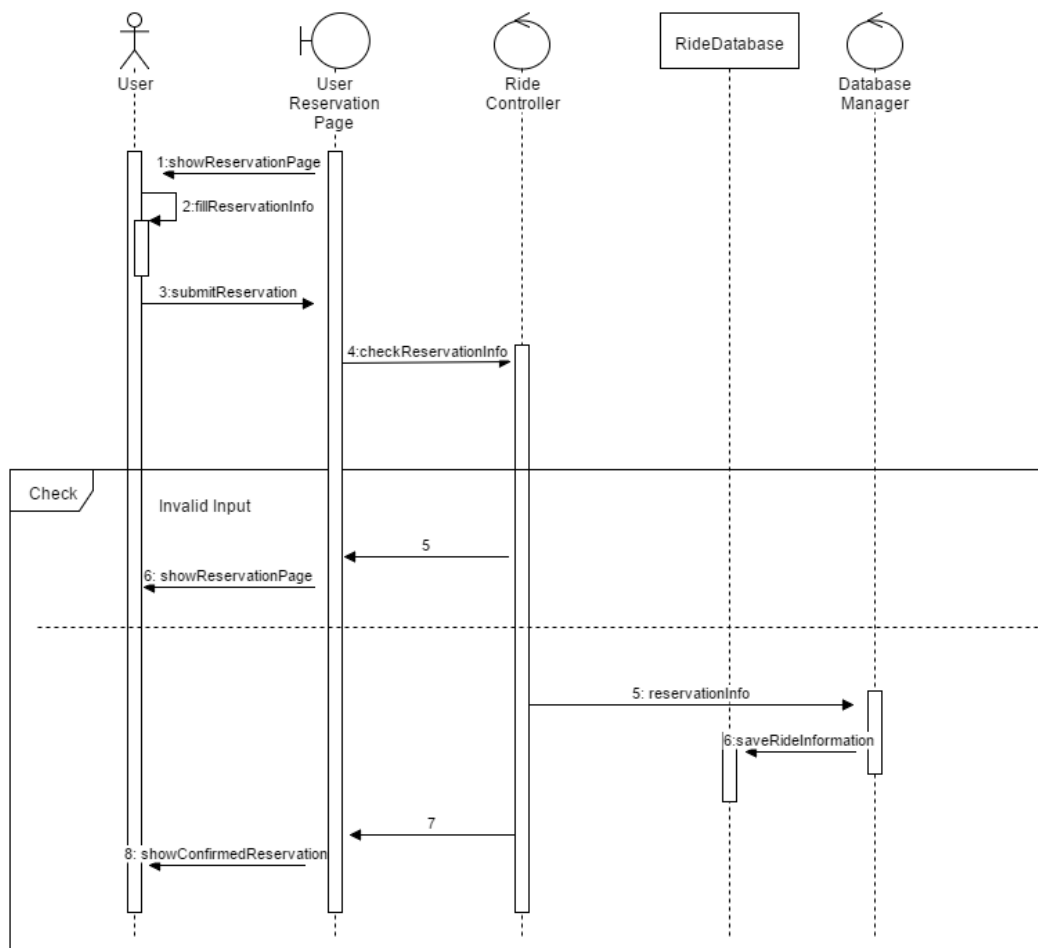 User
User
Reservation
Page
Ride
Controller
RideDatabase
Database
Manager
1:showReservationPage
2:fillReservationInfo
3:submitReservation
4:checkReservationInfo
Check
Invalid Input
5
6: showReservationPage
5: reservationInfo
6:saveRideInformation
7
8: showConfirmedReservation